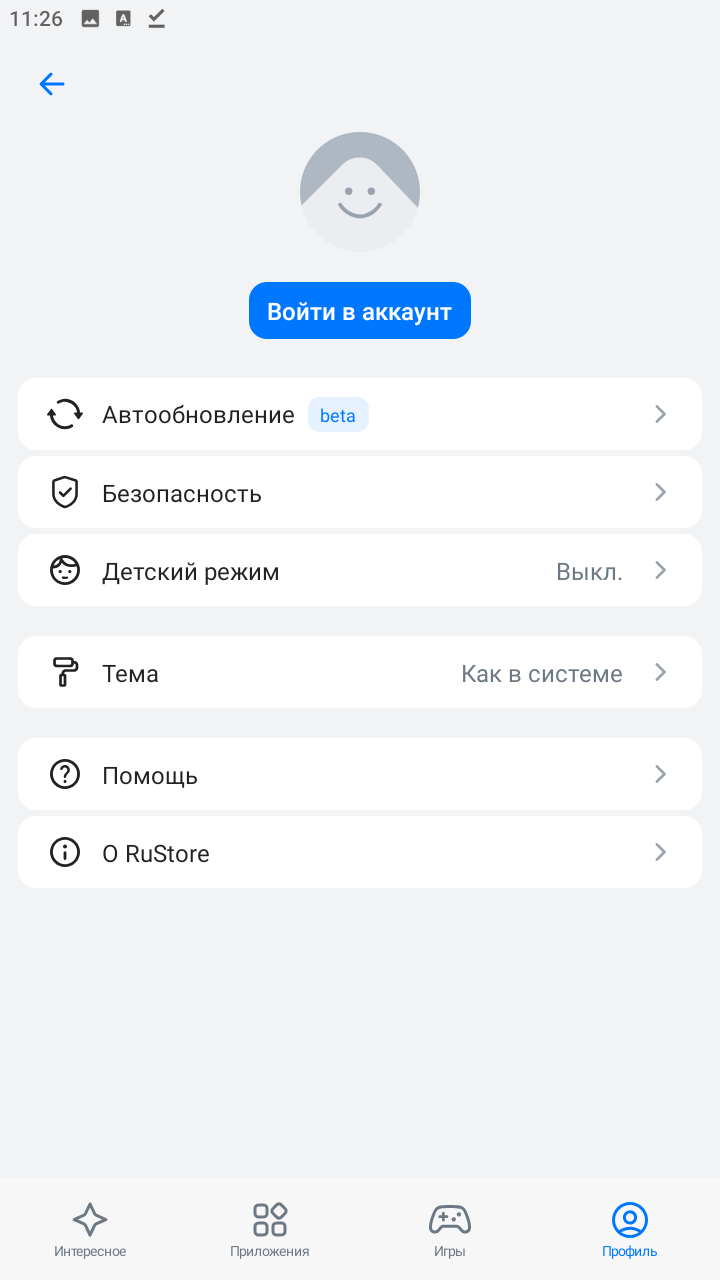 11:26
Войти в аккаунт
Автообновление beta
Безопасность
Детский режим Выкл.
Тема Как в системе
Помощь
О RuStore
Интересное Приложения Игры Профиль